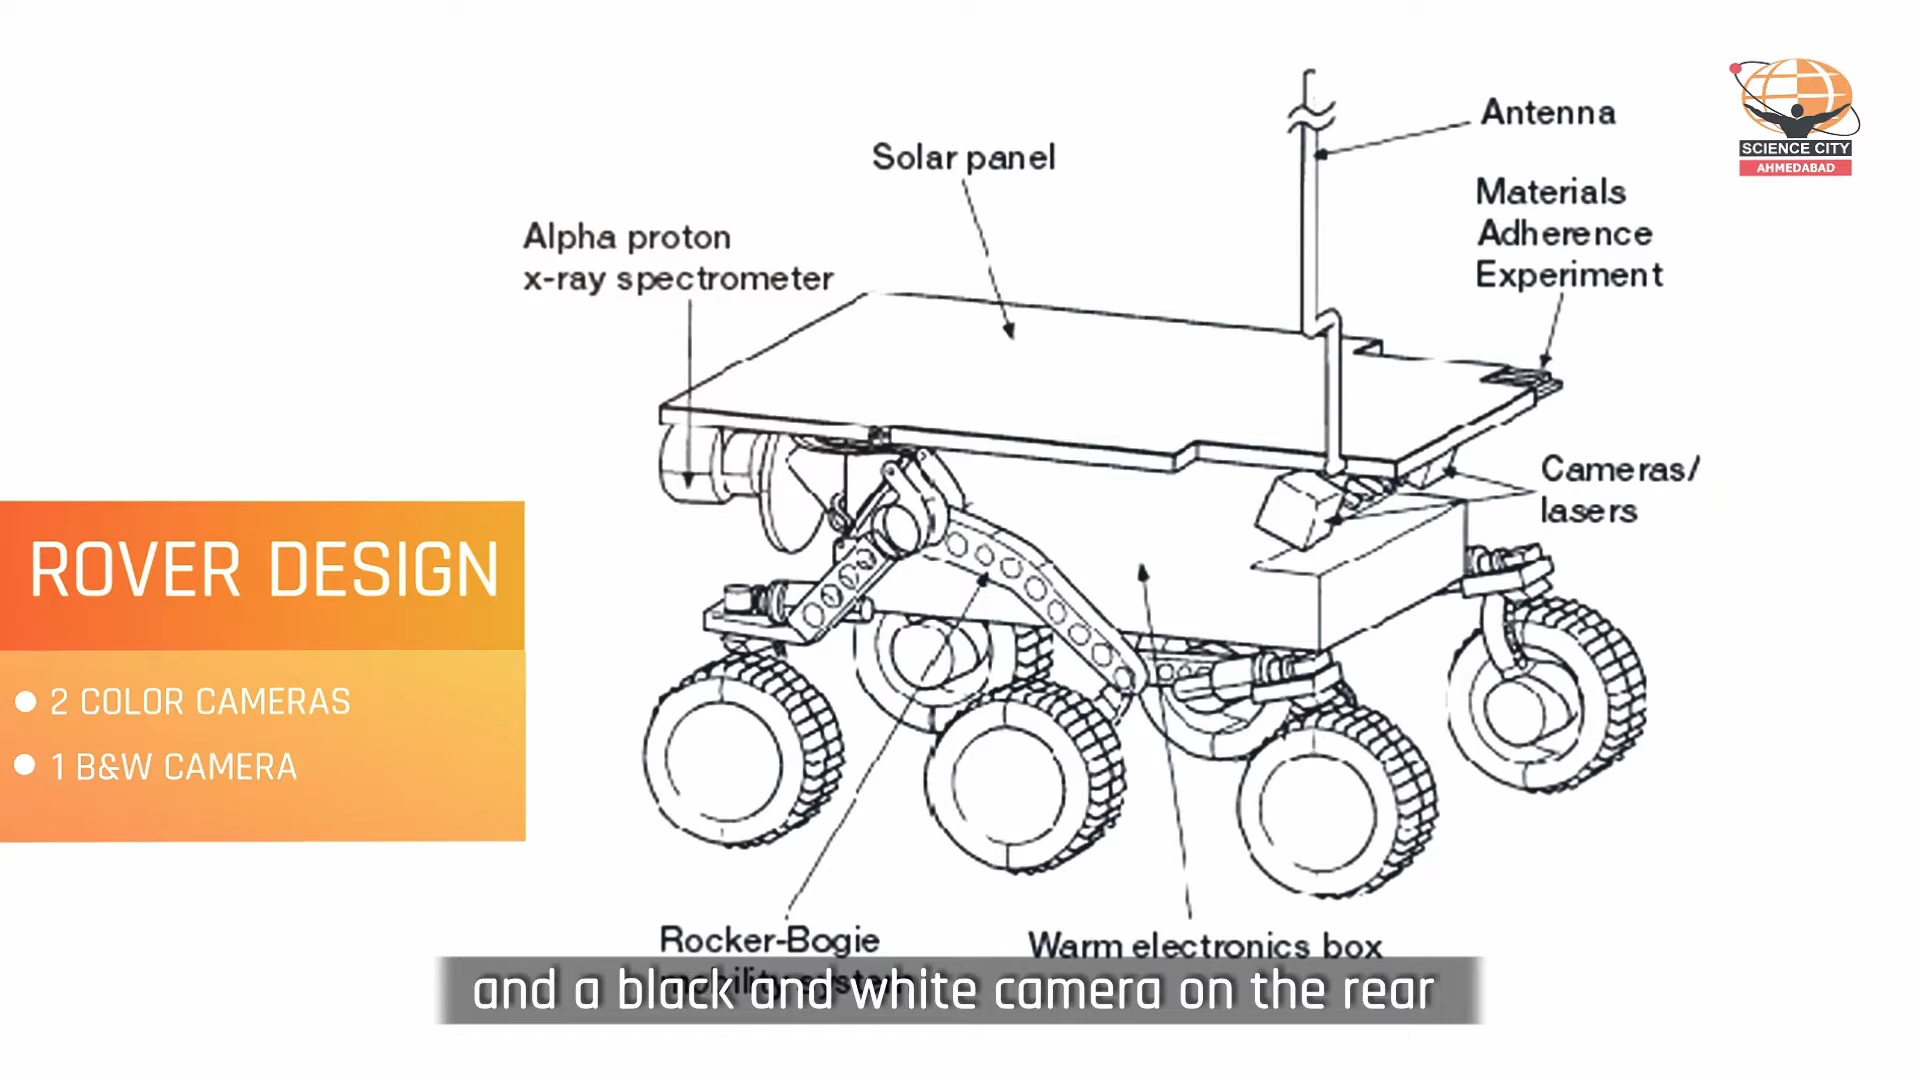 Antenna
SCIENCE CITY
AHMEDABAD
Solar panel
Materials
Adherence
Experiment
Alpha proton
x-ray spectrometer
Cameras/
lasers
ROVER DESIGN
2 COLOR CAMERAS
1 B&W CAMERA
Rocker-Bogie
Warm electronics box
and a black and white camera on the rear